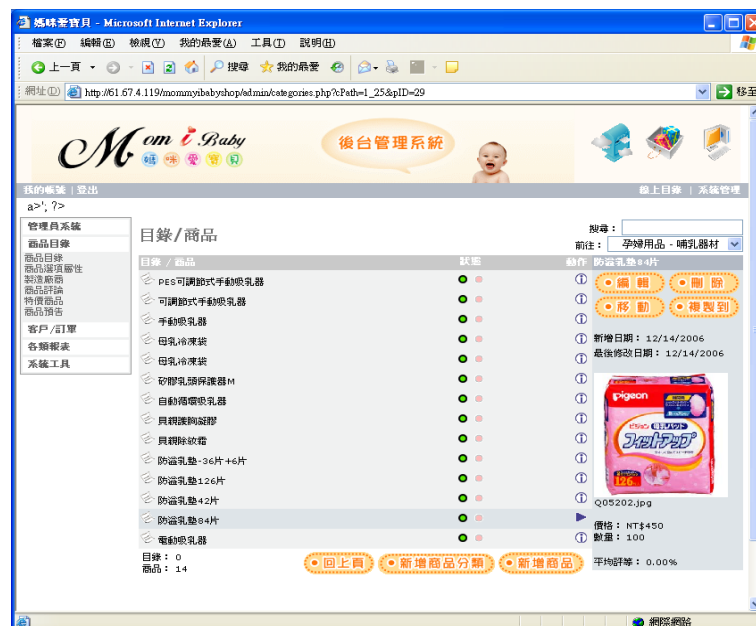 媽咪愛寶貝 - Microsoft Internet Explorer
檔案(F) 編輯(E) 檢視(V) 我的最愛(A) 工具(T) 說明(H)
上一頁 搜尋 我的最愛
網址(D) http://61.67.4.119/mommyibabyshop/admin/categories.php?cPath=1_25&pID=29 移至
Mom i Baby
媽咪愛寶貝
後台管理系統
我的帳號 | 登出 線上目錄 | 系統管理
a>'; ?>
管理員系統
商品目錄
商品目錄
商品選項屬性
製造廠商
商品評論
特價商品
商品預告
客戶/訂單
各類報表
系統工具
目錄/商品
搜尋:
前往: 孕婦用品 - 哺乳器材
目錄 / 商品 狀態 動作
PES可調節式手動吸乳器
可調節式手動吸乳器
手動吸乳器
母乳冷凍袋
母乳冷凍袋
矽膠乳頭保護器M
自動循環吸乳器
貝親護胸凝膠
貝親除紋霜
防溢乳墊-36片+6片
防溢乳墊126片
防溢乳墊42片
防溢乳墊84片
電動吸乳器
目錄: 0
商品: 14
回上頁 新增商品分類 新增商品
防溢乳墊84片
編輯 刪除
移動 複製到
新增日期: 12/14/2006
最後修改日期: 12/14/2006
pigeon
フィットアップ
126
Q05202.jpg
價格: NT$450
數量: 100
平均評等: 0.00%
網際網路